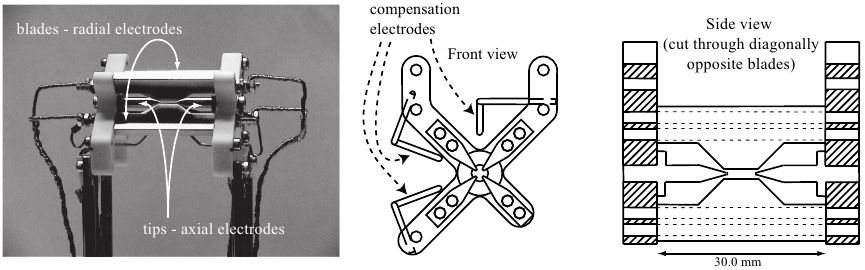 blades - radial electrodes
tips - axial electrodes
compensation
electrodes
Front view
Side view
(cut through diagonally
opposite blades)
30.0 mm